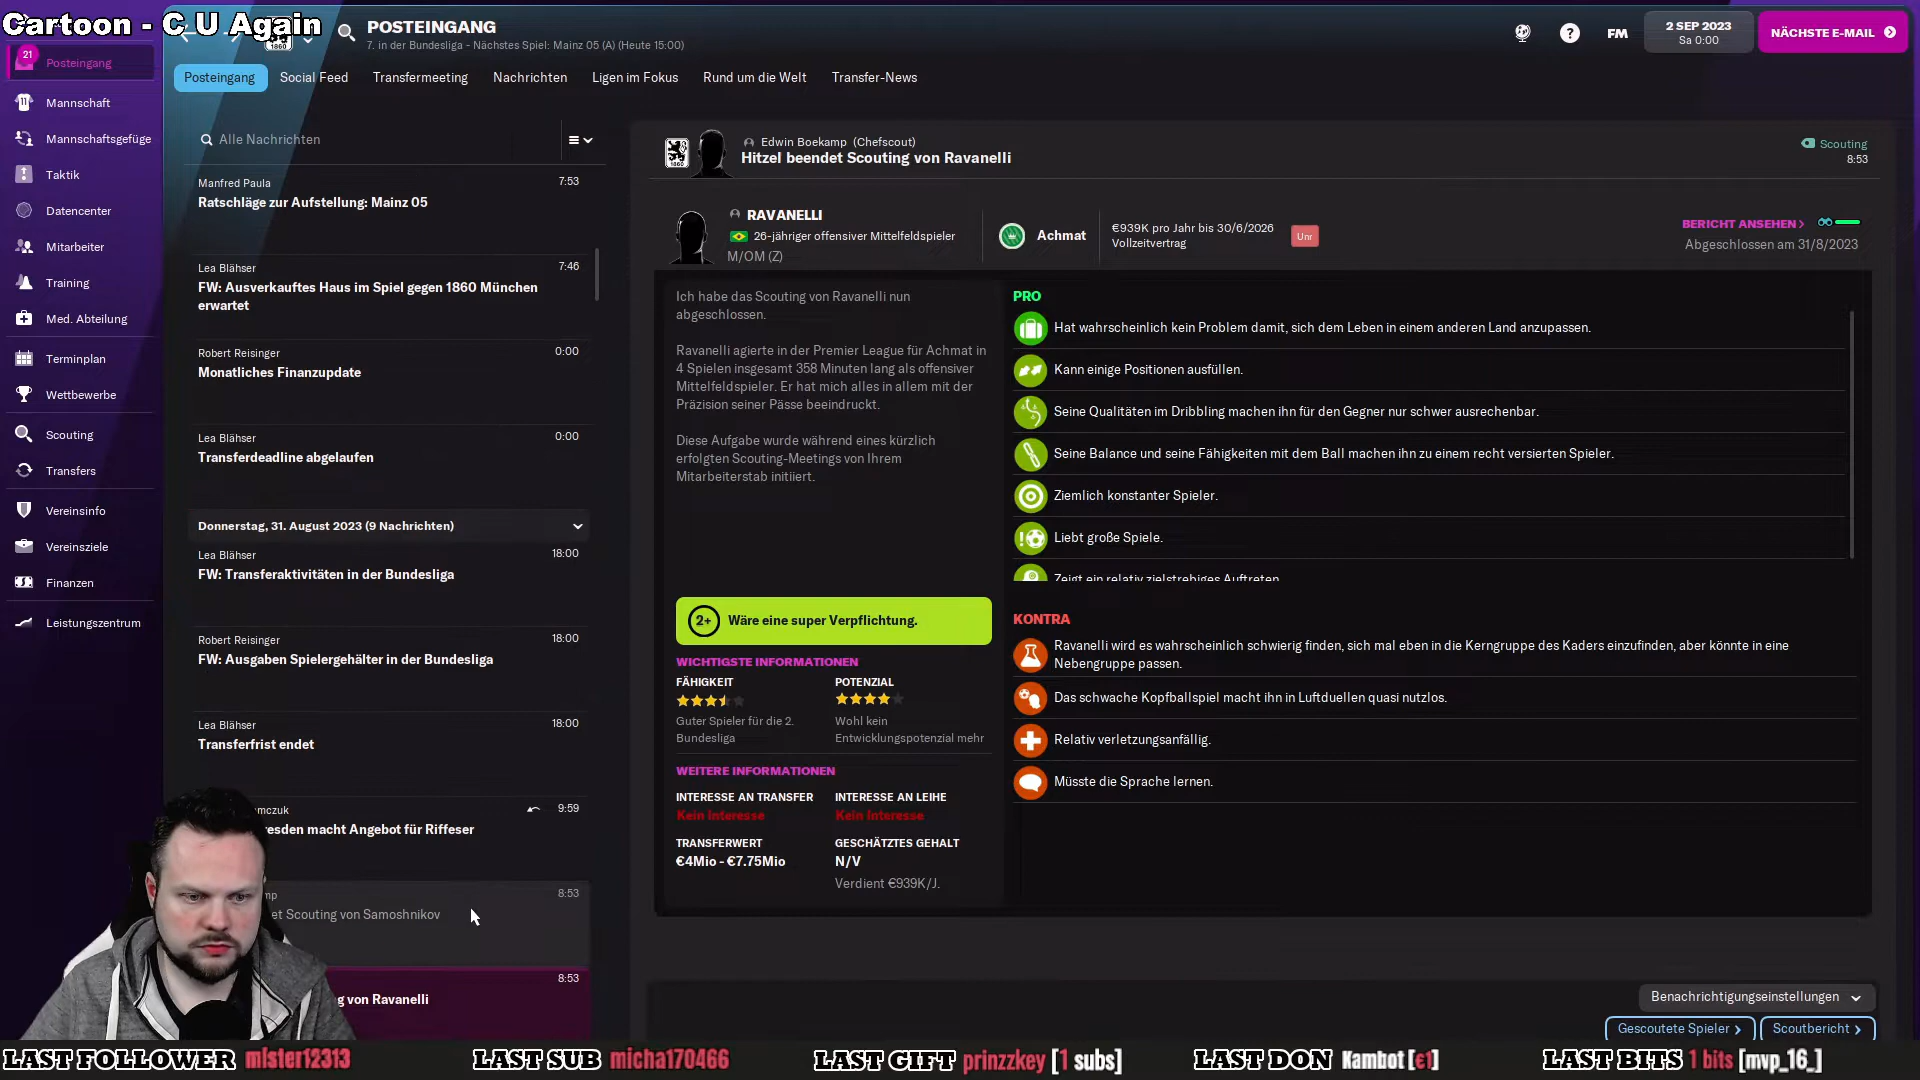 Cartoon - C U Again
POSTEINGANG
7. in der Bundesliga - Nächstes Spiel: Mainz 05 (A) (Heute 15:00)
FM
2 SEP 2023
Sa 0:00
NÄCHSTE E-MAIL
Posteingang
Social Feed
Transfermeeting
Nachrichten
Ligen im Fokus
Rund um die Welt
Transfer-News
21
Posteingang
Mannschaft
Mannschaftsgefüge
Taktik
Datencenter
Mitarbeiter
Training
Med. Abteilung
Terminplan
Wettbewerbe
Scouting
Transfers
Vereinsinfo
Vereinsziele
Finanzen
Leistungszentrum
Alle Nachrichten
Manfred Paula
7:53
Ratschläge zur Aufstellung: Mainz 05
Lea Blähser
7:46
FW: Ausverkauftes Haus im Spiel gegen 1860 München
erwartet
Robert Reisinger
0:00
Monatliches Finanzupdate
Lea Blähser
0:00
Transferdeadline abgelaufen
Donnerstag, 31. August 2023 (9 Nachrichten)
Lea Blähser
18:00
FW: Transferaktivitäten in der Bundesliga
Robert Reisinger
18:00
FW: Ausgaben Spielergehälter in der Bundesliga
Lea Blähser
18:00
Transferfrist endet
mczuk
9:59
resden macht Angebot für Riffeser
mp
8:53
et Scouting von Samoshnikov
8:53
g von Ravanelli
Edwin Boekamp (Chefscout)
Hitzel beendet Scouting von Ravanelli
Scouting
8:53
RAVANELLI
26-jähriger offensiver Mittelfeldspieler
M/OM (Z)
Achmat
€939K pro Jahr bis 30/6/2026
Vollzeitvertrag
Unr
BERICHT ANSEHEN >
Abgeschlossen am 31/8/2023
Ich habe das Scouting von Ravanelli nun
abgeschlossen.
Ravanelli agierte in der Premier League für Achmat in
4 Spielen insgesamt 358 Minuten lang als offensiver
Mittelfeldspieler. Er hat mich alles in allem mit der
Präzision seiner Pässe beeindruckt.
Diese Aufgabe wurde während eines kürzlich
erfolgten Scouting-Meetings von Ihrem
Mitarbeiterstab initiiert.
2+
Wäre eine super Verpflichtung.
WICHTIGSTE INFORMATIONEN
FÄHIGKEIT
Guter Spieler für die 2.
Bundesliga
POTENZIAL
Wohl kein
Entwicklungspotenzial mehr
WEITERE INFORMATIONEN
INTERESSE AN TRANSFER
Kein Interesse
INTERESSE AN LEIHE
Kein Interesse
TRANSFERWERT
€4Mio - €7.75Mio
GESCHÄTZTES GEHALT
N/V
Verdient €939K/J.
PRO
Hat wahrscheinlich kein Problem damit, sich dem Leben in einem anderen Land anzupassen.
Kann einige Positionen ausfüllen.
Seine Qualitäten im Dribbling machen ihn für den Gegner nur schwer ausrechenbar.
Seine Balance und seine Fähigkeiten mit dem Ball machen ihn zu einem recht versierten Spieler.
Ziemlich konstanter Spieler.
Liebt große Spiele.
Zeigt ein relativ zielstrebiges Auftreten
KONTRA
Ravanelli wird es wahrscheinlich schwierig finden, sich mal eben in die Kerngruppe des Kaders einzufinden, aber könnte in eine
Nebengruppe passen.
Das schwache Kopfballspiel macht ihn in Luftduellen quasi nutzlos.
Relativ verletzungsanfällig.
Müsste die Sprache lernen.
Benachrichtigungseinstellungen
Gescoutete Spieler >
Scoutbericht >
LAST FOLLOWER mister12313
LAST SUB micha170466
LAST GIFT prinzzkey [1 subs]
LAST DON Kambot [€1]
LAST BITS 1 bits [mvp_16_]